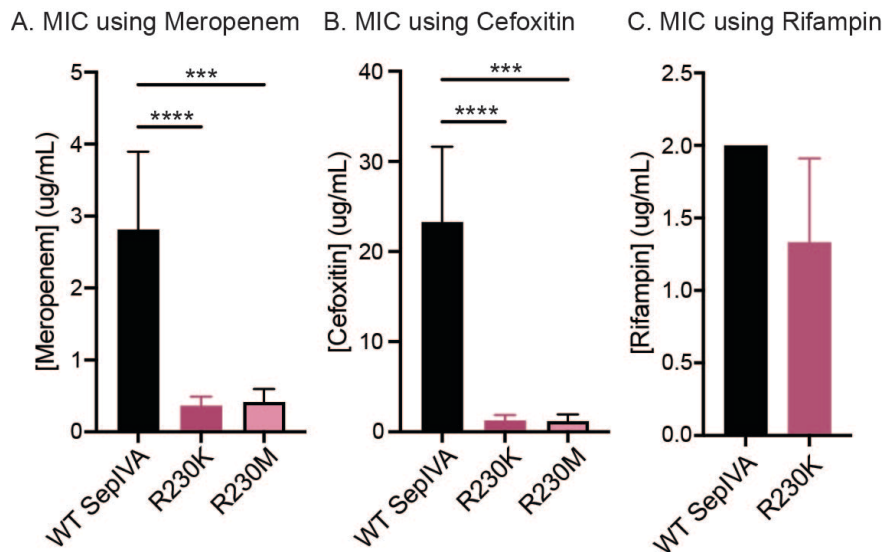 A. MIC using Meropenem
B. MIC using Cefoxitin
C. MIC using Rifampin
[Meropenem] (ug/mL)
5
4
3
2
1
0
***
****
WT SepIVA
R230K
R230M
[Cefoxitin] (ug/mL)
40
30
20
10
0
***
****
WT SepIVA
R230K
R230M
[Rifampin] (ug/mL)
2.5
2.0
1.5
1.0
0.5
0.0
WT SepIVA
R230K